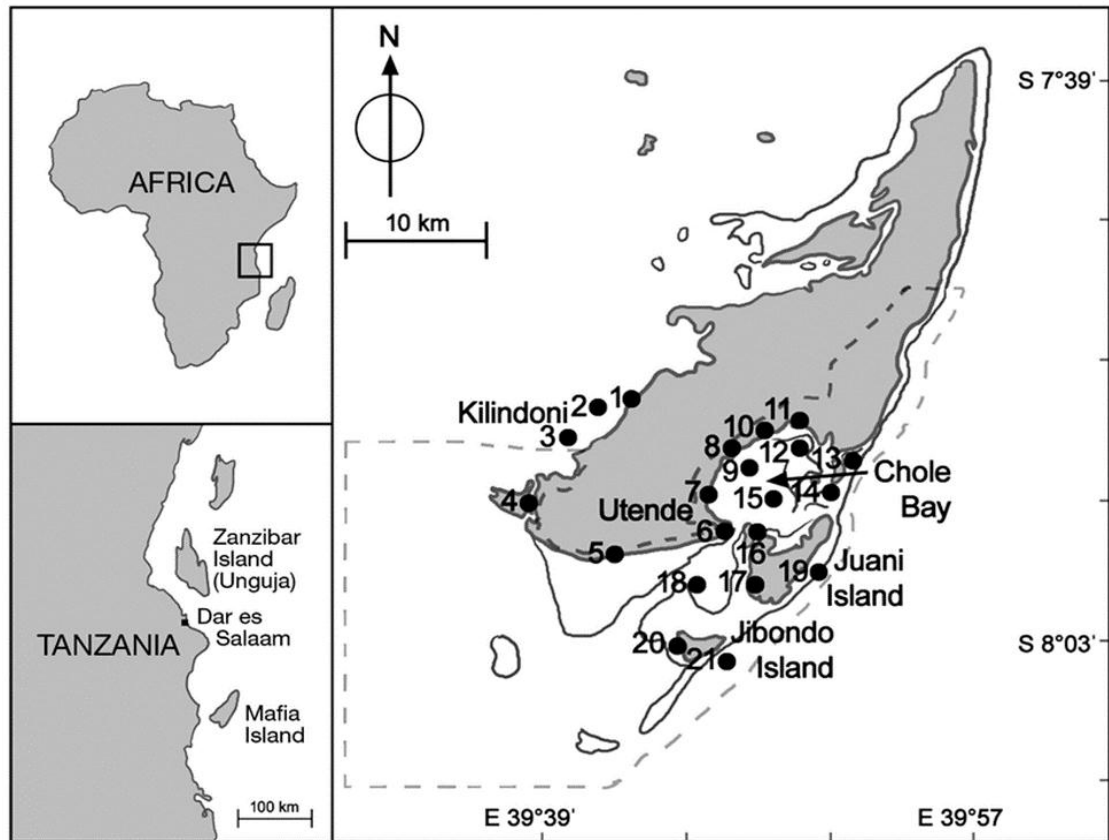 AFRICA
TANZANIA
Zanzibar
Island
(Unguja)
Dar es
Salaam
Mafia
Island
100 km
N
10 km
S 7°39'
Kilindoni
1
2
3
4
5
6
7
8
9
10
11
12
13
14
15
16
17
18
19
20
21
Utende
Chole
Bay
Juani
Island
Jibondo
Island
S 8°03'
E 39°39'
E 39°57